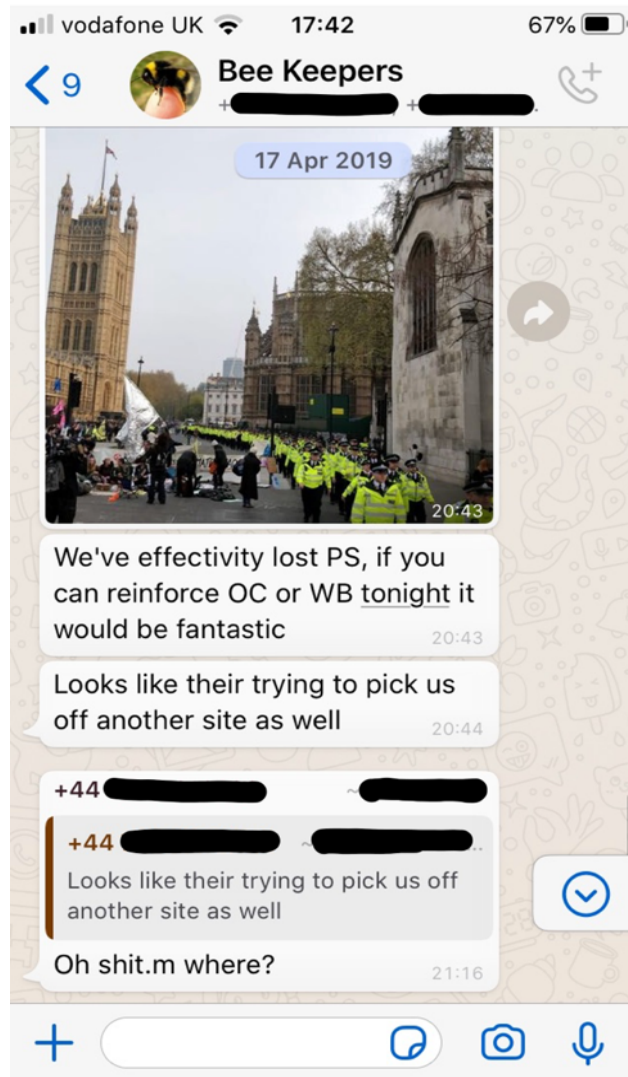 vodafone UK 17:42 67%
9
Bee Keepers
+ +
17 Apr 2019
20:43
We've effectivity lost PS, if you
can reinforce OC or WB tonight it
would be fantastic
20:43
Looks like their trying to pick us
off another site as well
20:44
+44 ~
+44 ~ ..
Looks like their trying to pick us off
another site as well
Oh shit.m where?
21:16